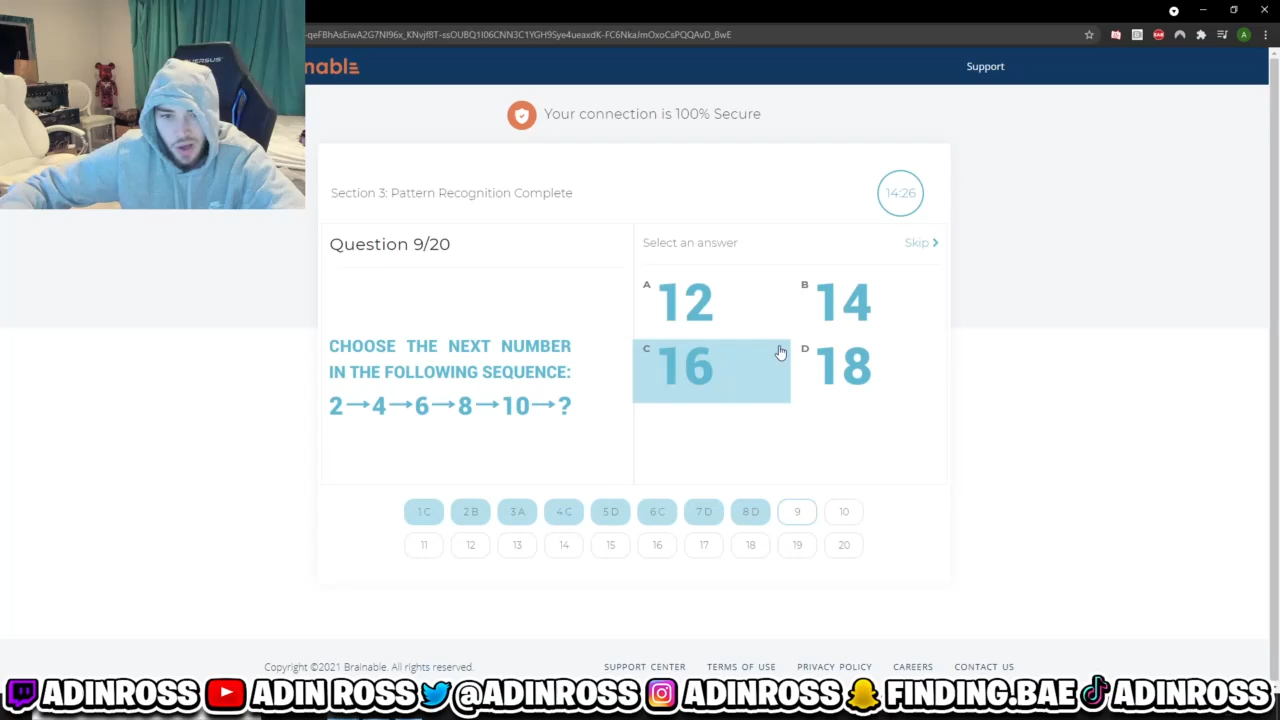 -qeFBhAsEiwA2G7NI96x_KNvjf8T-ssOUBQ1I06CNN3C1YGH9Sye4ueaxdK-FC6NkaJmOxoCsPQQAvD_BwE
A
nable
Support
VERSUS
Your connection is 100% Secure
Section 3: Pattern Recognition Complete
14:26
Question 9/20
Select an answer
Skip
CHOOSE THE NEXT NUMBER
IN THE FOLLOWING SEQUENCE:
2→4→6→8→10→?
A 12
B 14
C 16
D 18
1 C 2 B 3 A 4 C 5 D 6 C 7 D 8 D 9 10
11 12 13 14 15 16 17 18 19 20
Copyright ©2021 Brainable. All rights reserved.
SUPPORT CENTER TERMS OF USE PRIVACY POLICY CAREERS CONTACT US
ADINROSS ADIN ROSS @ADINROSS ADINROSS FINDING.BAE ADINROSS